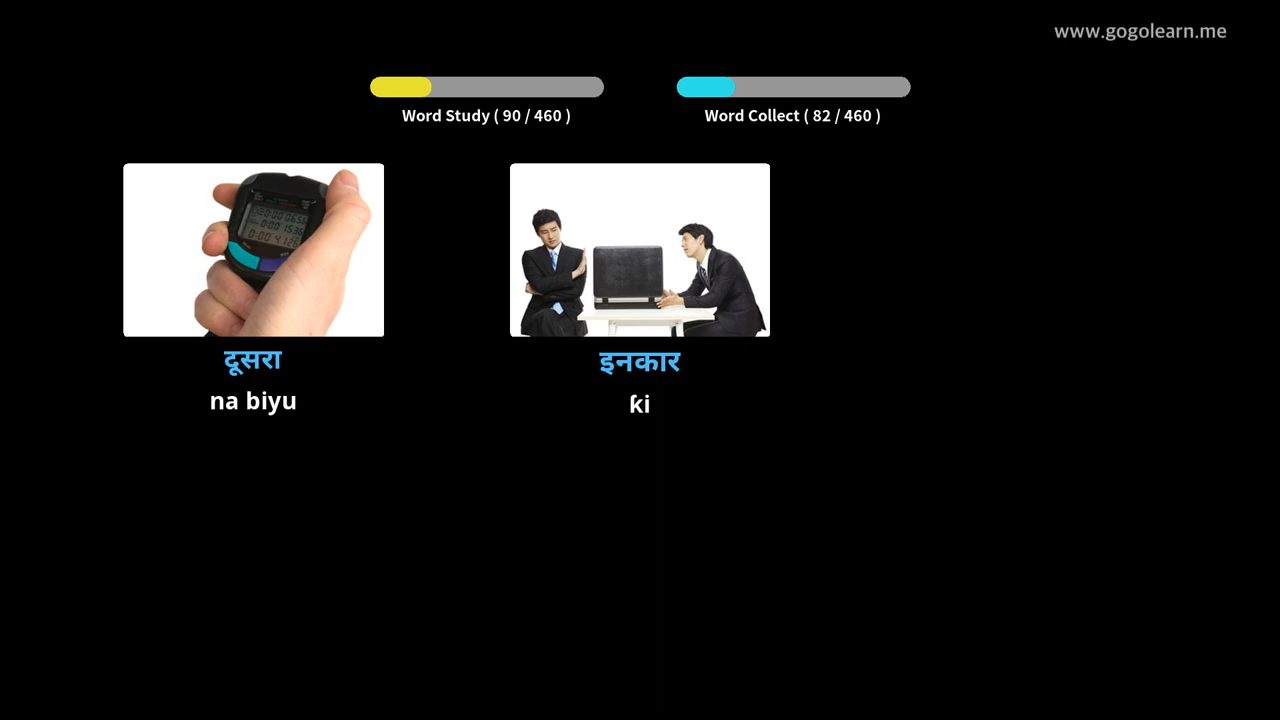 www.gogolearn.me
Word Study ( 90 / 460 )
Word Collect ( 82 / 460 )
दूसरा
na biyu
इनकार
ƙi